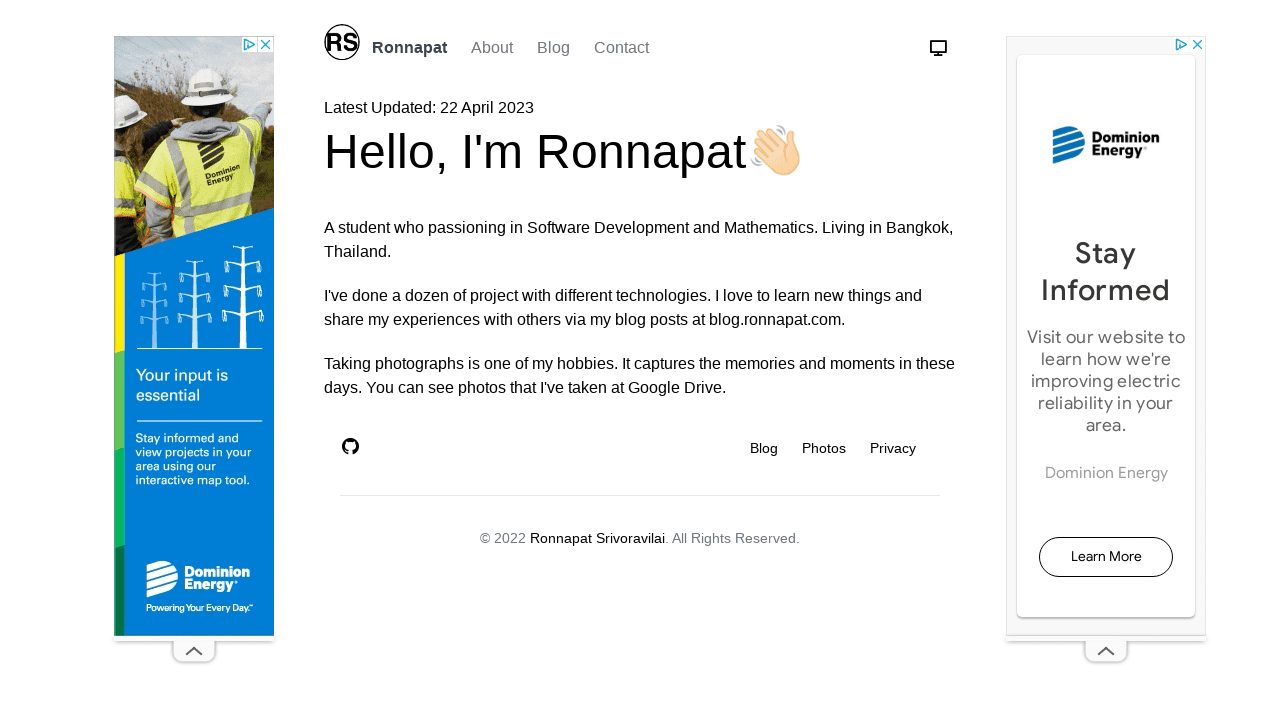 RS
Ronnapat About Blog Contact
Latest Updated: 22 April 2023
Hello, I'm Ronnapat👋🏻
A student who passioning in Software Development and Mathematics. Living in Bangkok,
Thailand.
I've done a dozen of project with different technologies. I love to learn new things and
share my experiences with others via my blog posts at blog.ronnapat.com.
Taking photographs is one of my hobbies. It captures the memories and moments in these
days. You can see photos that I've taken at Google Drive.
Blog Photos Privacy
© 2022 Ronnapat Srivoravilai. All Rights Reserved.
Dominion
Energy
Your input is
essential
Stay informed and
view projects in your
area using our
interactive map tool.
Dominion
Energy®
Powering Your Every Day.℠
Dominion
Energy®
Stay
Informed
Visit our website to
learn how we're
improving electric
reliability in your
area.
Dominion Energy
Learn More